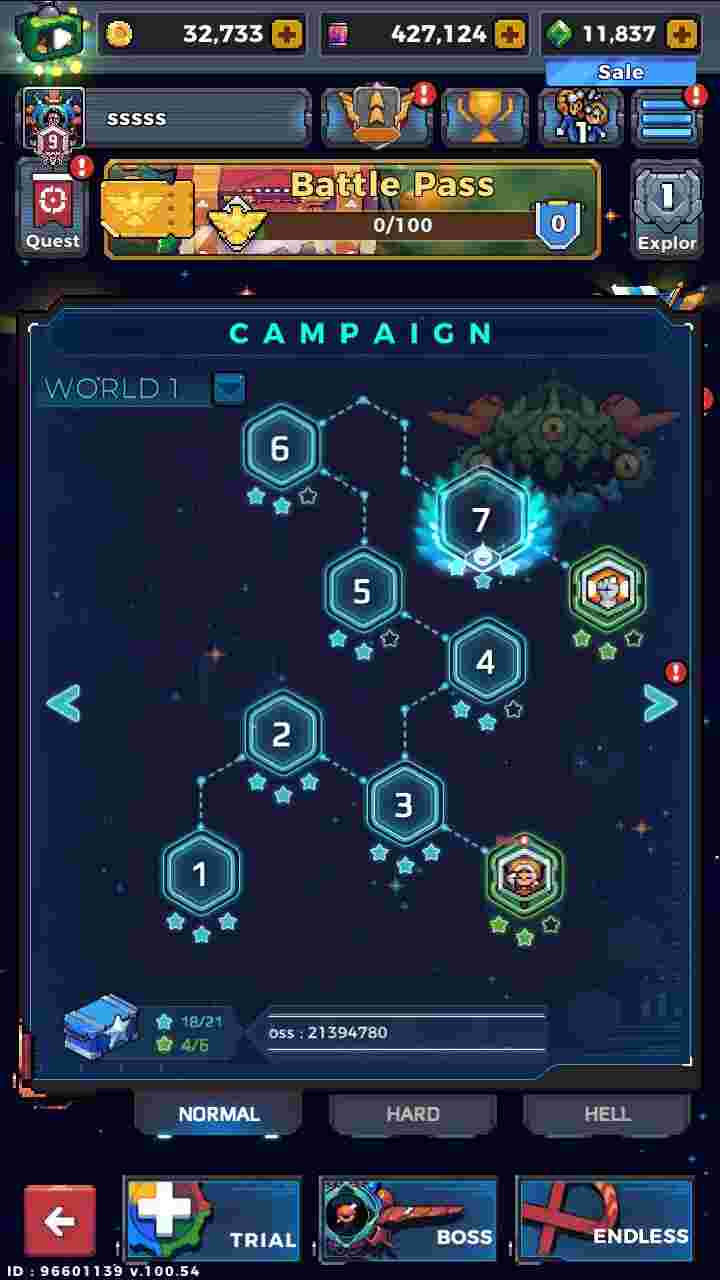 32,733
427,124
11,837
Sale
sssss
9
1
Quest
Battle Pass
0/100
0
1
Explor
CAMPAIGN
WORLD 1
6
7
5
4
2
3
1
18/21
4/6
oss : 21394780
NORMAL
HARD
HELL
TRIAL
BOSS
ENDLESS
ID : 96601139 v.100.54